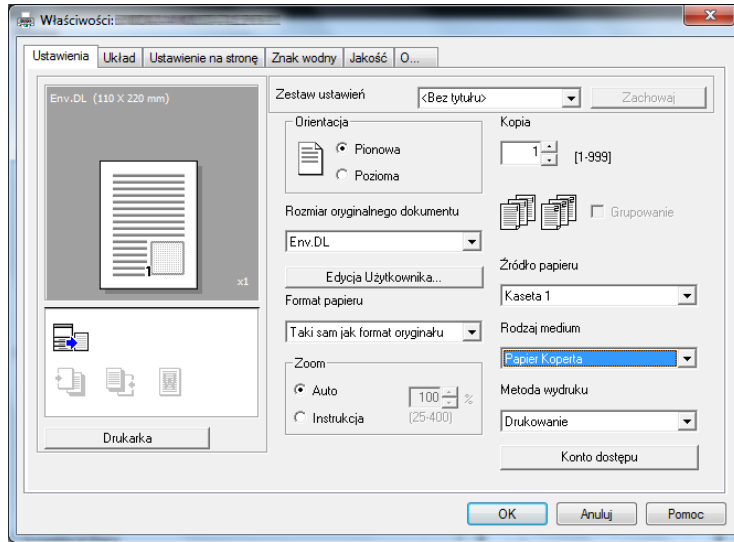 Właściwości:
Ustawienia Układ Ustawienie na stronę Znak wodny Jakość O...
Env.DL (110 X 220 mm)
x1
Drukarka
Zestaw ustawień <Bez tytułu> Zachowaj
Orientacja
Pionowa
Pozioma
Rozmiar oryginalnego dokumentu
Env.DL
Edycja Użytkownika...
Format papieru
Taki sam jak format oryginału
Zoom
Auto
100 %
Instrukcja (25-400)
Kopia
1 [1-999]
Grupowanie
Źródło papieru
Kaseta 1
Rodzaj medium
Papier Koperta
Metoda wydruku
Drukowanie
Konto dostępu
OK Anuluj Pomoc